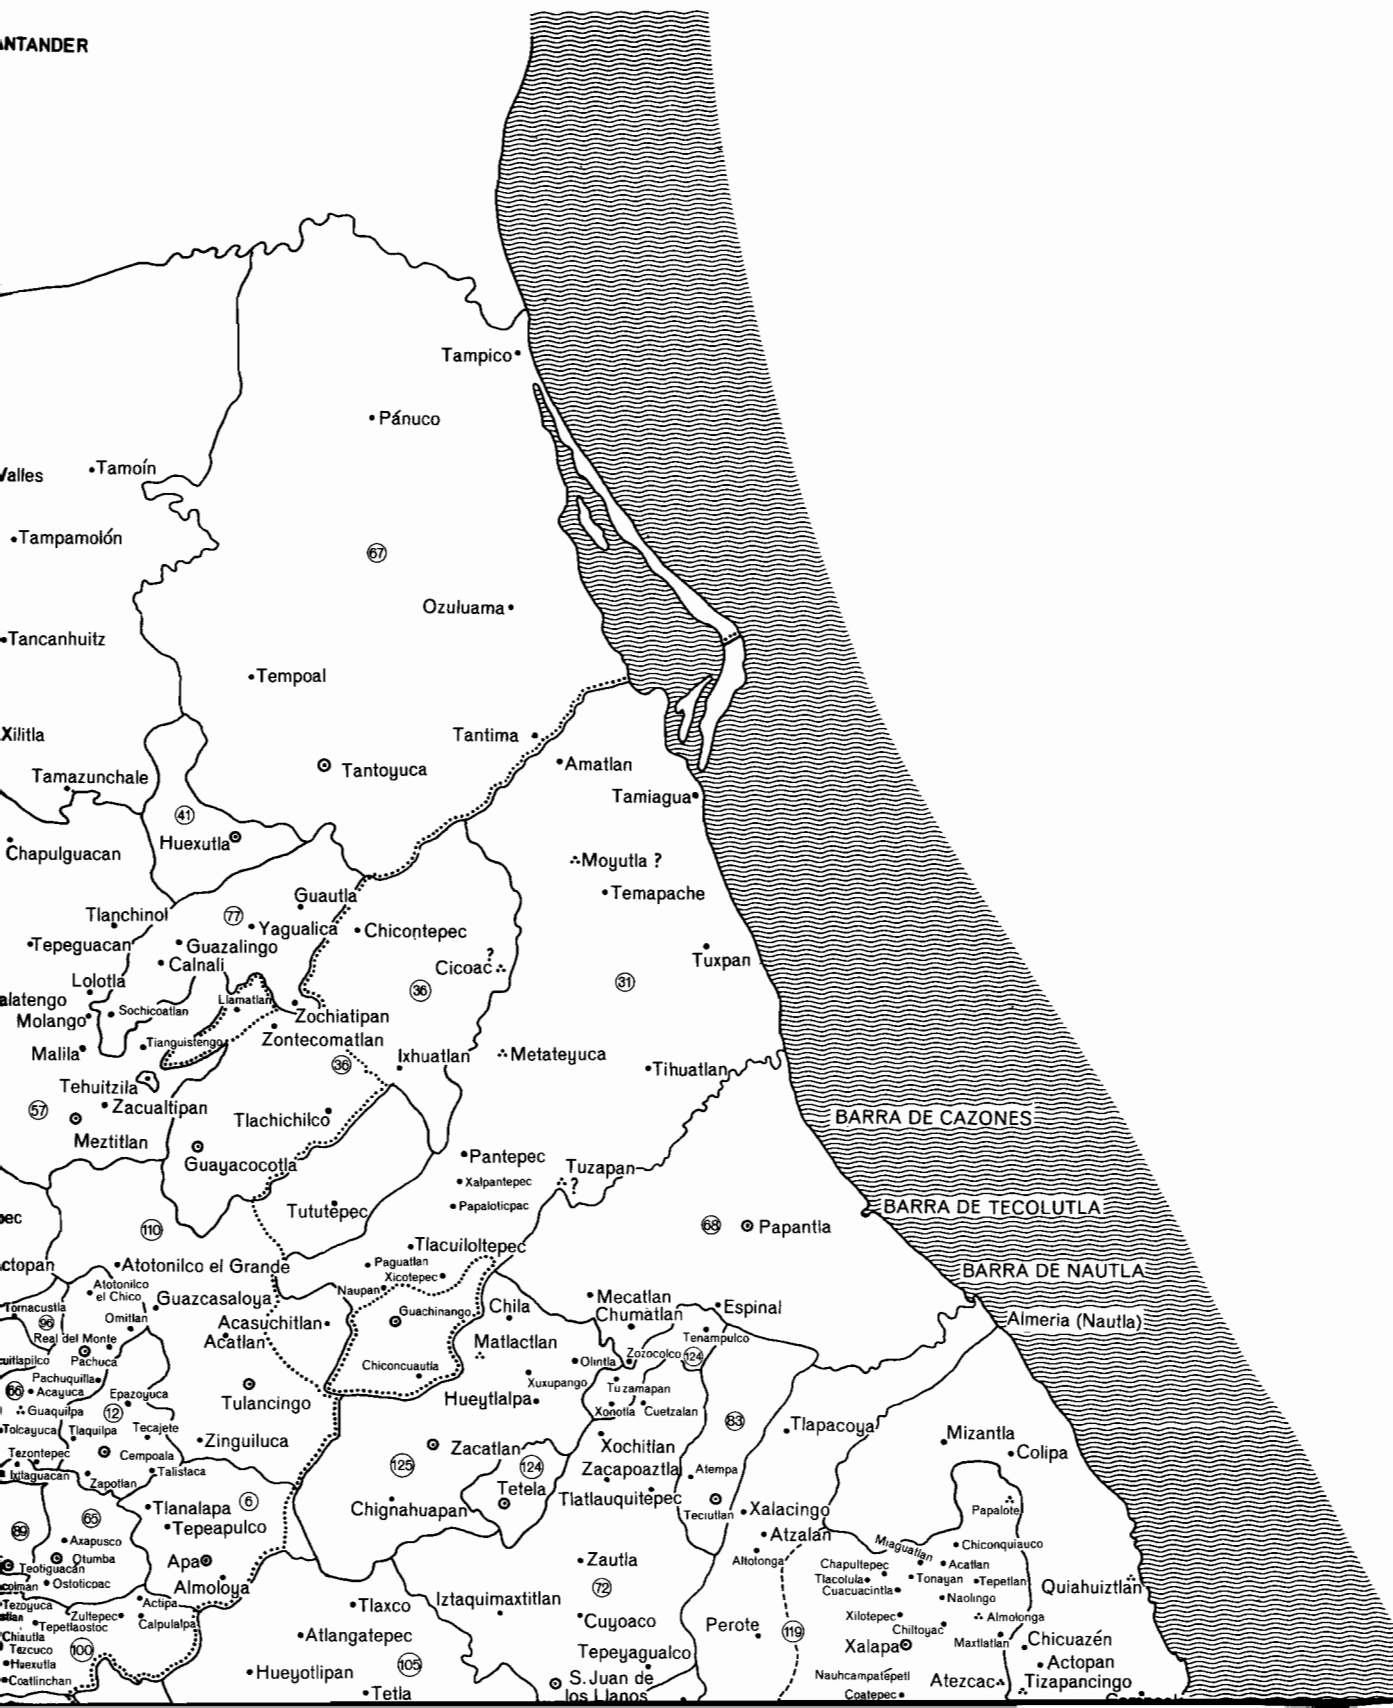 ANTANDER
Tampico
Pánuco
Valles
Tamoín
Tampamolón
67
Ozuluama
Tancanhuitz
Tempoal
Xilitla
Tantima
Tantoyuca
Amatlan
Tamazunchale
Tamiagua
41
Huexutla
Chapulguacan
Moyutla ?
Temapache
Guautla
Tlanchinol
77
Yagualica
Chicontepec
Tepeguacan
Guazalingo
Calnali
?
Cicoac
Tuxpan
Lolotla
36
31
alatengo
Llamatlan
Molango
Sochicoatlan
Zochiatipan
Zontecomatlan
Malila
Tianguistengo
Ixhuatlan
Metateyuca
36
Tihuatlan
Tehuitzila
57
Zacualtipan
Tlachichilco
BARRA DE CAZONES
Meztitlan
Guayacocotla
Pantepec
Tuzapan
Xalpantepec
?
Papaloticpac
Tututepec
BARRA DE TECOLUTLA
pec
110
68
Papantla
Tlacuiloltepec
ctopan
Atotonilco el Grande
Paguatlan
Xicotepec
BARRA DE NAUTLA
Atotonilco
el Chico
Naupan
Guazcasaloya
Mecatlan
Tornacustla
Omitlan
Guachinango
Chila
Chumatlan
Espinal
Almeria (Nautla)
96
Acasuchitlan
Real del Monte
Acatlan
Matlactlan
Tenampulco
Zozocolco
124
cuitlapilco
Pachuca
Chiconcuautla
Olintla
Pachuquilla
Xuxupango
Tuzamapan
66
Acayuca
Epazoyuca
Tulancingo
Hueytlalpa
Guaquilpa
12
Xonotla
Cuetzalan
83
Tolcayuca
Tlaquilpa
Tecajete
Zinguiluca
Tlapacoya
Mizantla
Tezontepec
Cempoala
Zacatlan
Xochitlan
Colipa
Ixtlaguacan
Talistaca
125
124
Zacapoaztla
Atempa
Zapotlan
Tetela
Tlatlauquitepec
Tlanalapa
6
Chignahuapan
Teciutlan
Xalacingo
Papalote
65
Tepeapulco
Atzalan
89
Axapusco
Miaguatlan
Chiconquiauco
Otumba
Apa
Zautla
Altotonga
Chapultepec
Acatlan
Teotiguacan
Tlacolula
Tonayan
Tepetlan
Quiahuiztlan
colman
Ostoticpac
Almoloya
72
Cuacuacintla
Naolingo
Tezoyuca
Actipa
Iztaquimaxtitlan
Tlaxco
Zultepec
Calpulalpa
Cuyoaco
Perote
Xilotepec
Almolonga
Tepetlaostoc
Chiltoyac
Chiautla
Atlangatepec
119
Maxtlatlan
Chicuazén
Tezcuco
100
Tepeyagualco
Xalapa
Huexutla
Hueyotlipan
105
Actopan
Coatlinchan
S. Juan de
los Llanos
Nauhcampatépetl
Atezcac
Tizapancingo
Tetla
Coatepec